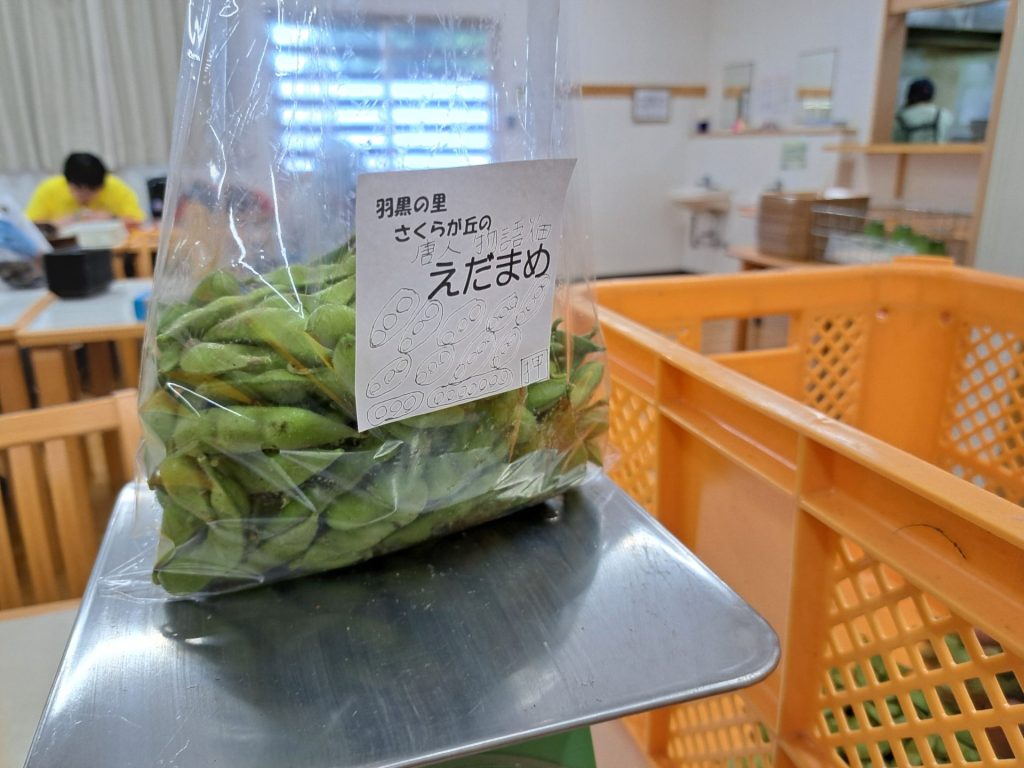 羽黒の里
さくらが丘の
唐人物語畑
えだまめ
押